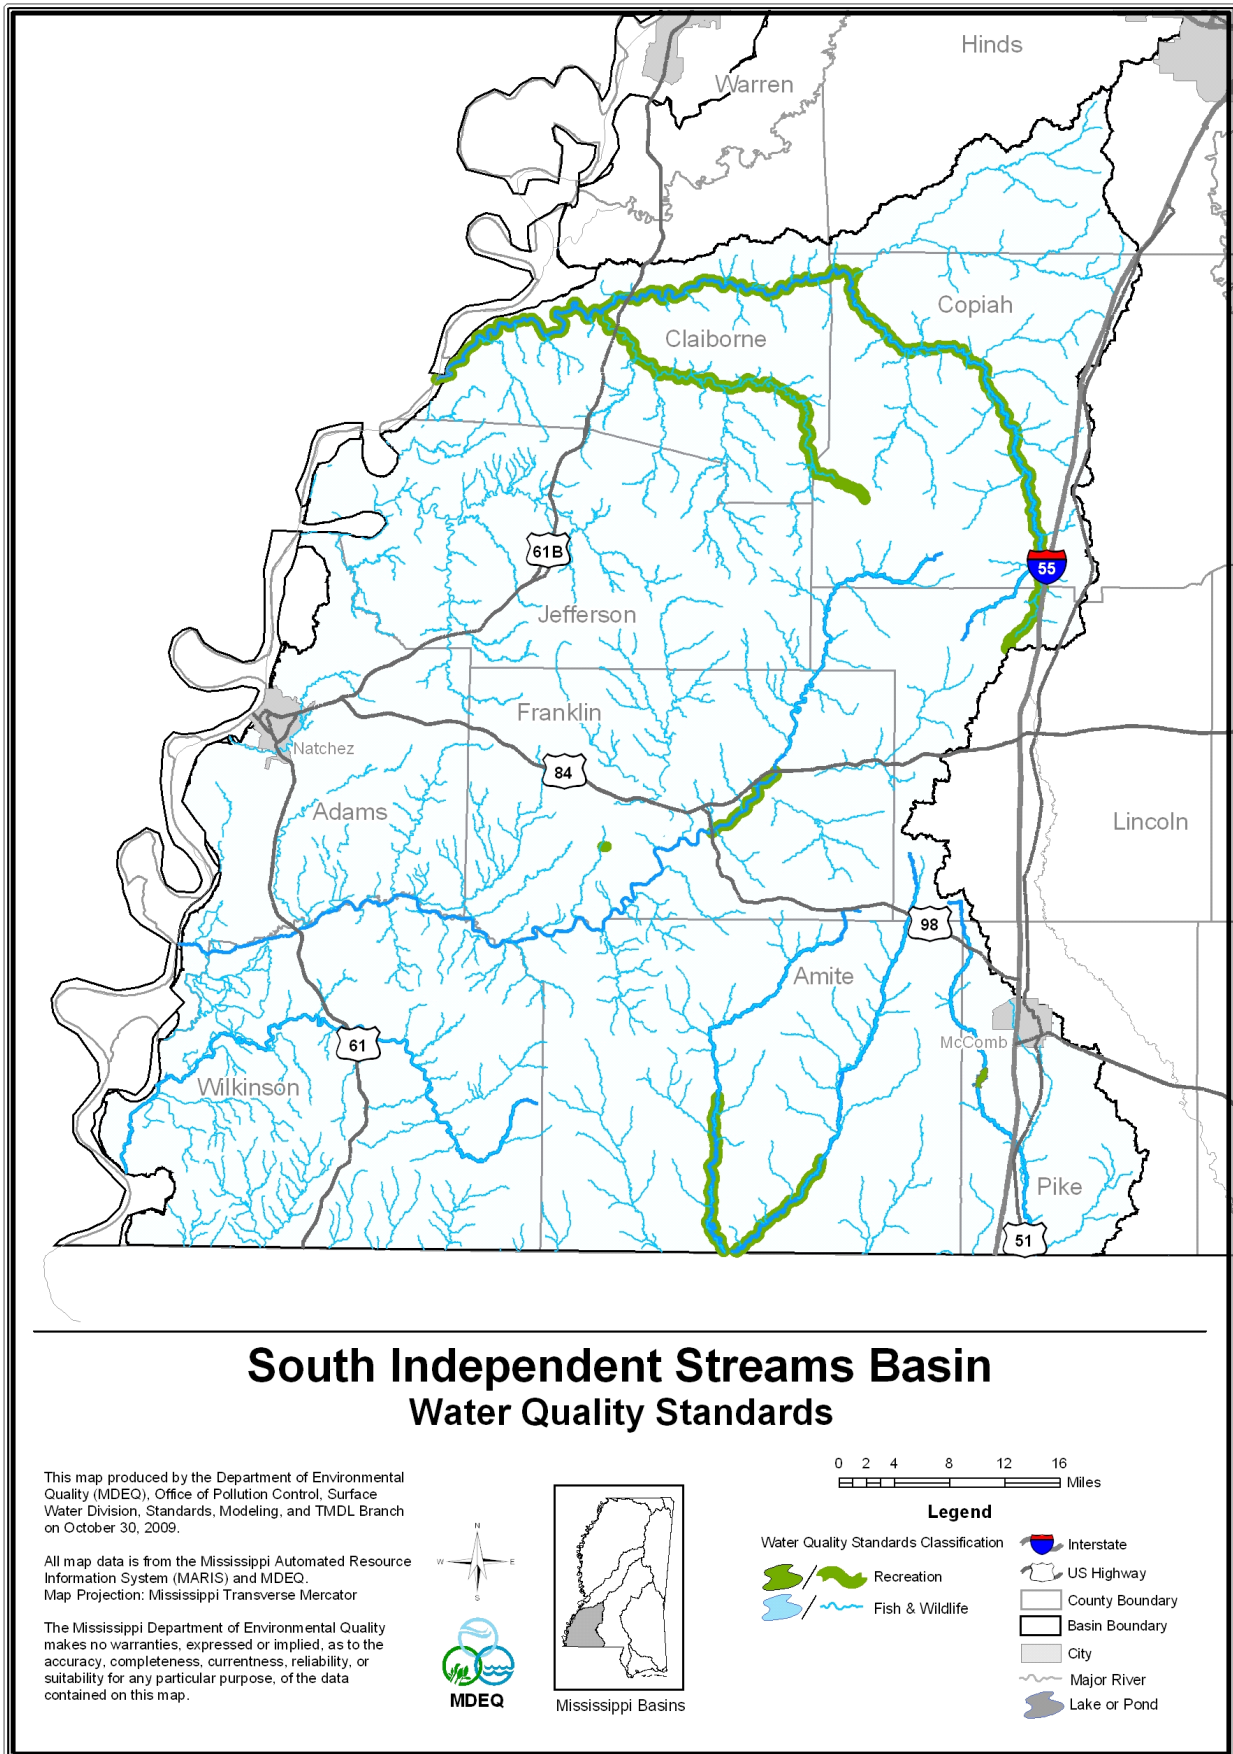 Hinds
Warren
Copiah
Claiborne
61B
55
Jefferson
Franklin
Natchez
84
Adams
Lincoln
98
Amite
McComb
61
Wilkinson
Pike
51
South Independent Streams Basin
Water Quality Standards
This map produced by the Department of Environmental
Quality (MDEQ), Office of Pollution Control, Surface
Water Division, Standards, Modeling, and TMDL Branch
on October 30, 2009.
All map data is from the Mississippi Automated Resource
Information System (MARIS) and MDEQ.
Map Projection: Mississippi Transverse Mercator
The Mississippi Department of Environmental Quality
makes no warranties, expressed or implied, as to the
accuracy, completeness, currentness, reliability, or
suitability for any particular purpose, of the data
contained on this map.
N
W E
S
MDEQ
Mississippi Basins
0 2 4 8 12 16
Miles
Legend
Water Quality Standards Classification
Recreation
Fish & Wildlife
Interstate
US Highway
County Boundary
Basin Boundary
City
Major River
Lake or Pond